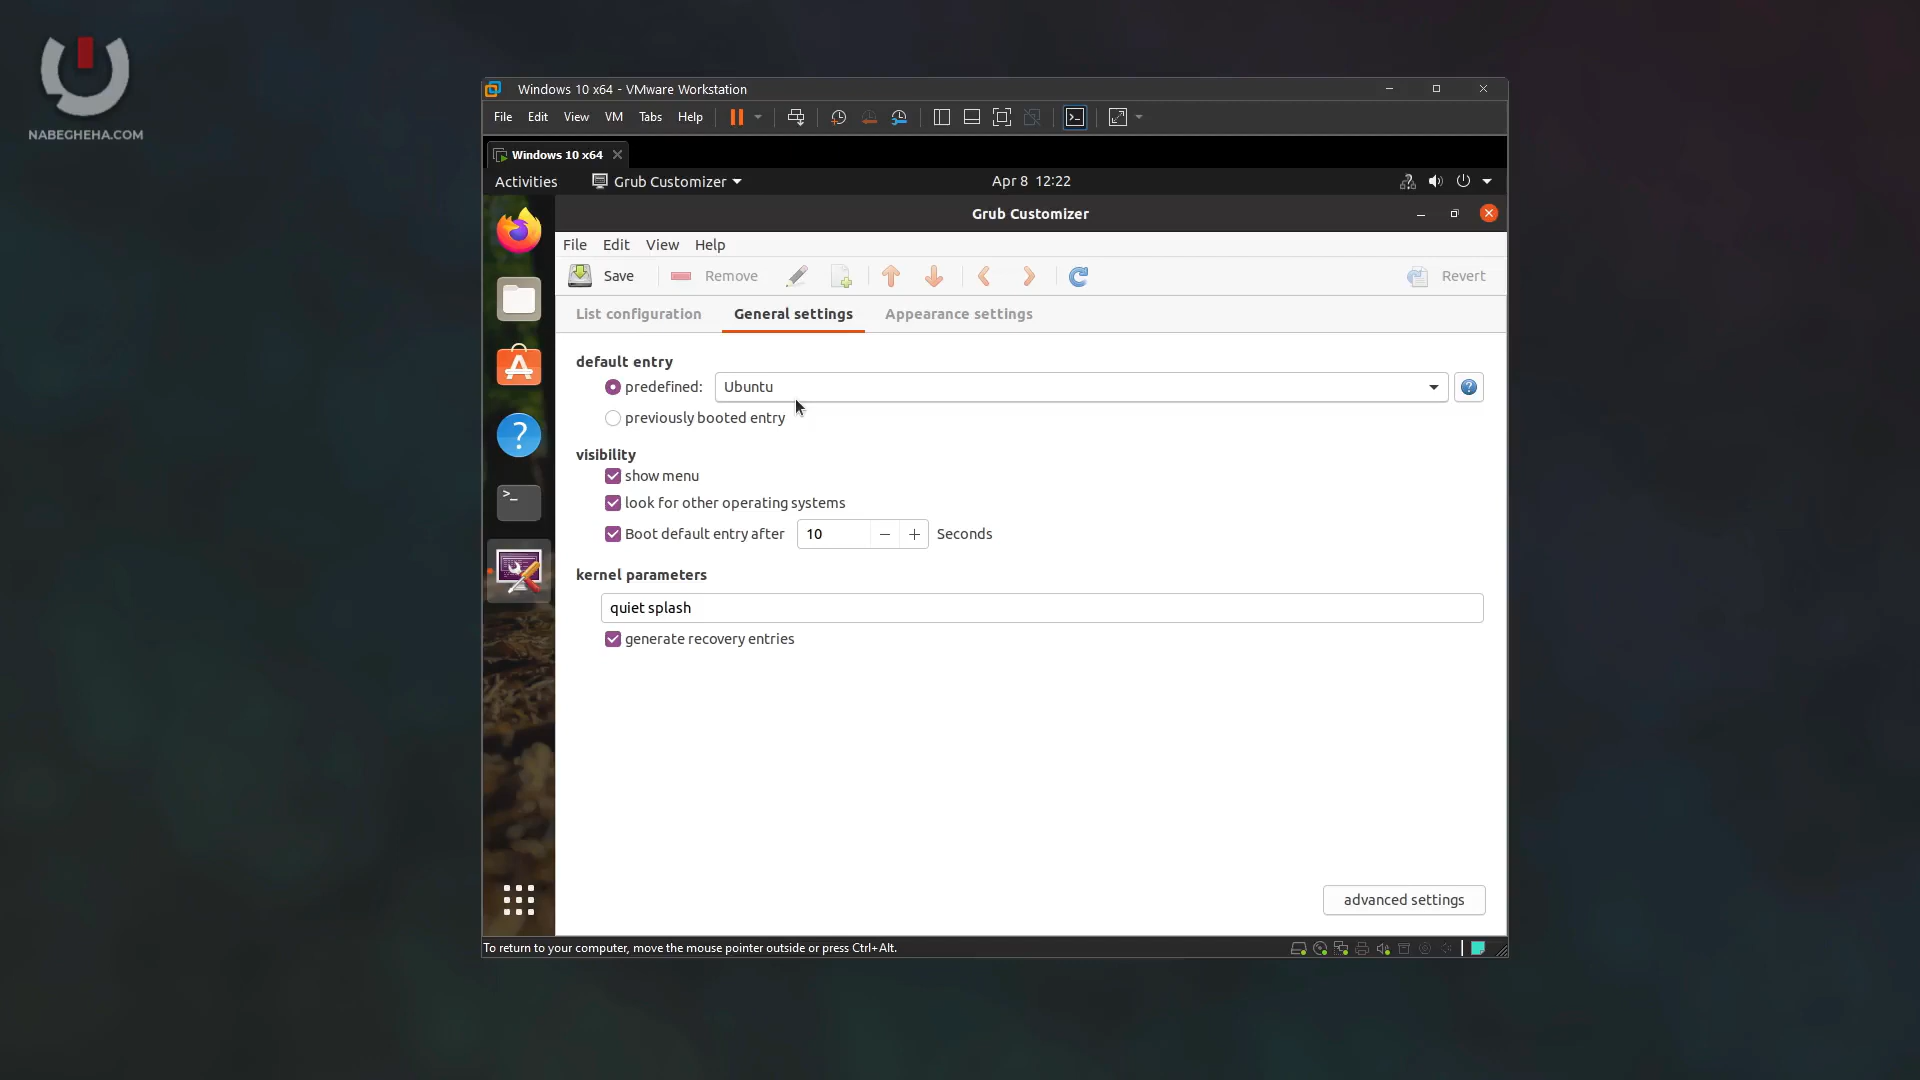 NABEGHEHA.COM
Windows 10 x64 - VMware Workstation
File Edit View VM Tabs Help
Windows 10 x64
Activities Grub Customizer Apr 8 12:22
Grub Customizer
File Edit View Help
Save Remove Revert
List configuration General settings Appearance settings
default entry
predefined: Ubuntu
previously booted entry
visibility
show menu
look for other operating systems
Boot default entry after 10 Seconds
kernel parameters
quiet splash
generate recovery entries
advanced settings
To return to your computer, move the mouse pointer outside or press Ctrl+Alt.